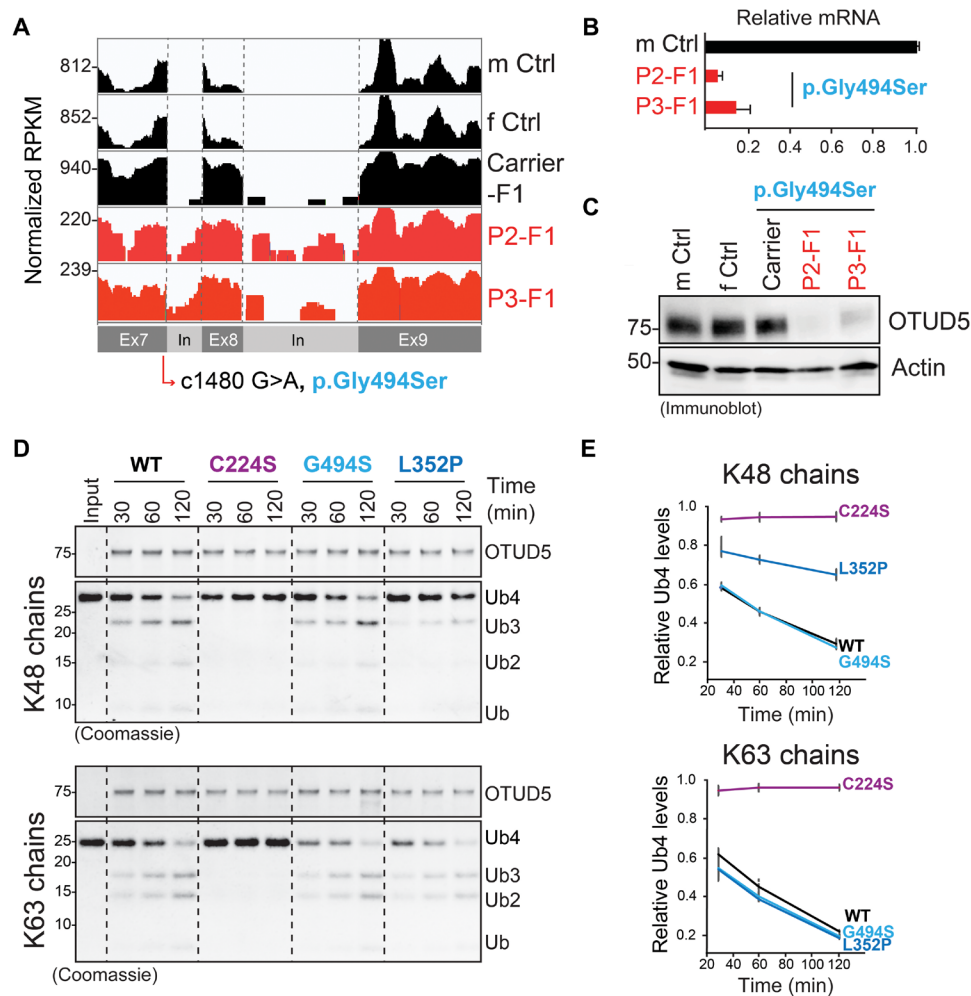 A
Normalized RPKM
812
852
940
220
239
m Ctrl
f Ctrl
Carrier
-F1
P2-F1
P3-F1
Ex7
In
Ex8
In
Ex9
c1480 G>A, p.Gly494Ser
B
Relative mRNA
m Ctrl
P2-F1
P3-F1
p.Gly494Ser
0.2
0.4
0.6
0.8
1.0
C
p.Gly494Ser
m Ctrl
f Ctrl
Carrier
P2-F1
P3-F1
75
OTUD5
50
Actin
(Immunoblot)
D
WT
C224S
G494S
L352P
Input
30
60
120
30
60
120
30
60
120
30
60
120
Time
(min)
K48 chains
75
OTUD5
25
20
15
10
Ub4
Ub3
Ub2
Ub
(Coomassie)
K63 chains
75
OTUD5
25
20
15
10
Ub4
Ub3
Ub2
Ub
(Coomassie)
E
K48 chains
Relative Ub4 levels
1.0
0.8
0.6
0.4
0.2
C224S
L352P
WT
G494S
20
40
60
80
100
120
Time (min)
K63 chains
Relative Ub4 levels
1.0
0.8
0.6
0.4
0.2
C224S
WT
G494S
L352P
20
40
60
80
100
120
Time (min)